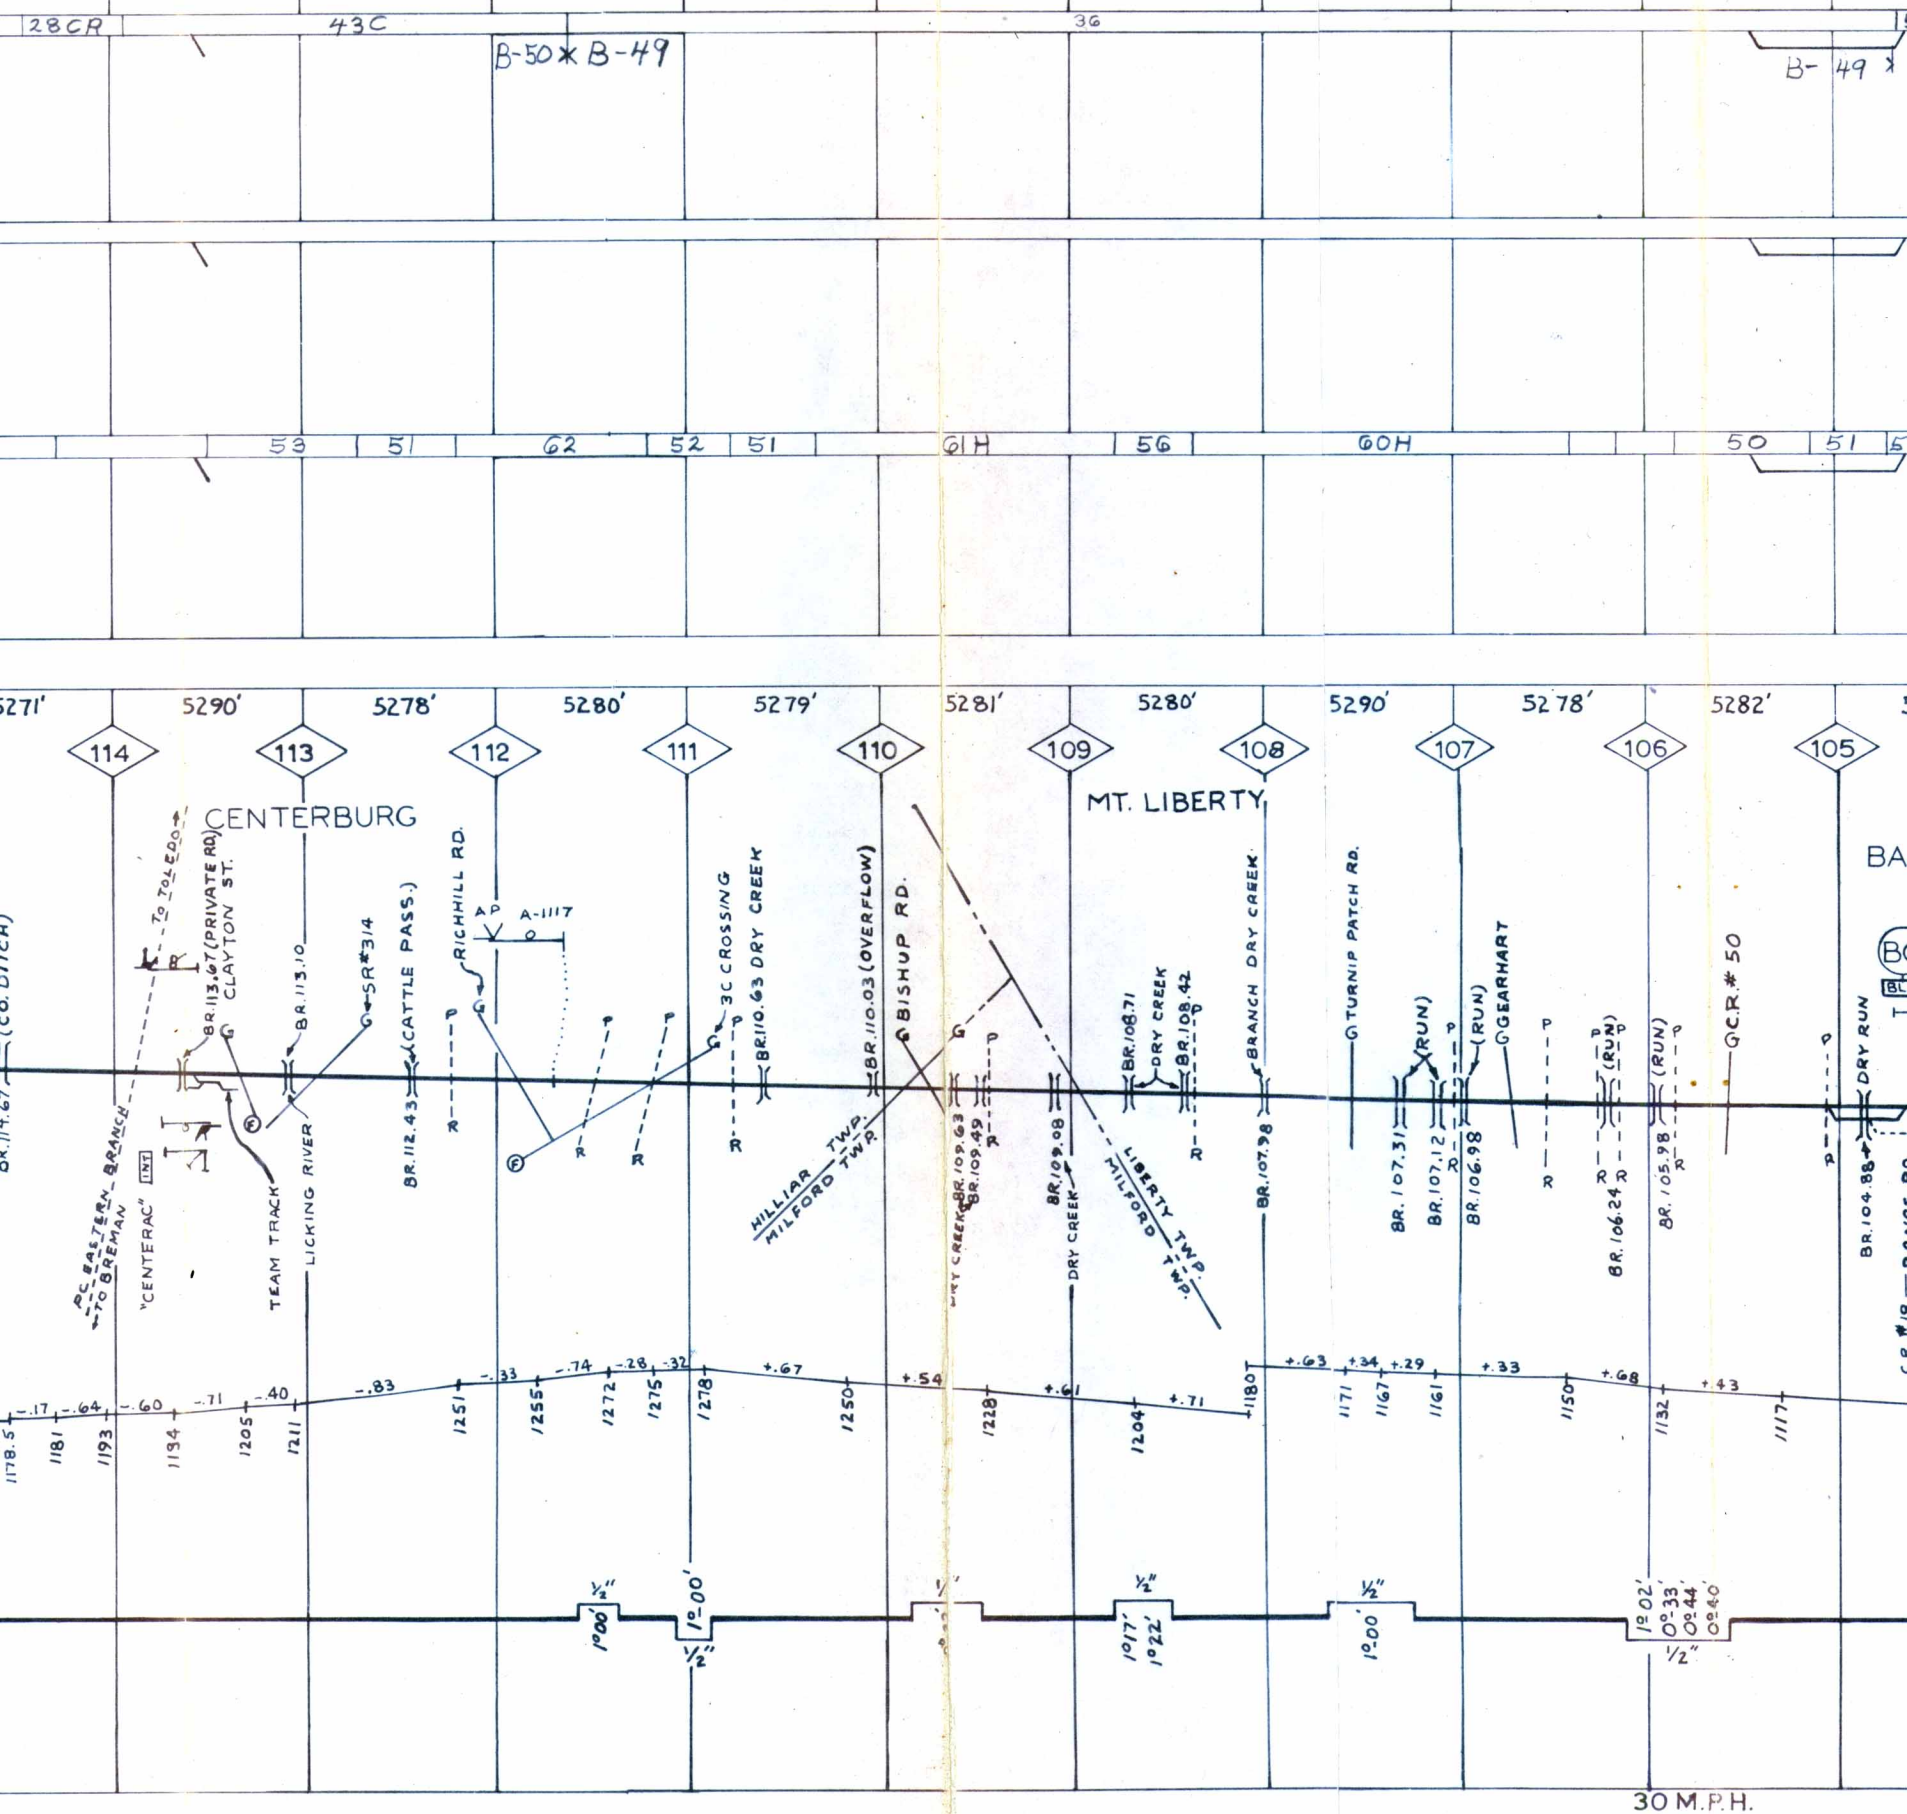 28CR 43C 36
B-50 * B-49
B- 49 *
53 51 62 52 51 61H 56 60H 50 51 5
5271' 5290' 5278' 5280' 5279' 5281' 5280' 5290' 5278' 5282'
114 113 112 111 110 109 108 107 106 105
CENTERBURG
MT. LIBERTY
BA
(CO. DITCH)
BR.114.67
TO TOLEDO
BR.113.67 (PRIVATE RD)
CLAYTON ST.
G
BR.113.10
G SR#314
(CATTLE PASS.)
BR.112.43
G RICHHILL RD.
AP A-1117
P
R
P
R
P
R
G 3C CROSSING
P
R
BR.110.63 DRY CREEK
BR.110.03 (OVERFLOW)
G BISHUP RD.
G
P
R
BR.108.71
DRY CREEK
BR.108.42
P
R
BRANCH DRY CREEK
BR.107.98
G TURNIP PATCH RD.
(RUN)
BR.107.31
BR.107.12
P
R
(RUN)
BR.106.98
G GEARHART
P
R
P
R
(RUN)
P
R
BR.106.24
(RUN)
BR.105.98
P
R
G C.R.#50
P
R
DRY RUN
BR.104.88
PC EASTERN BRANCH
TO BREMAN
"CENTERAC" INT
TEAM TRACK
LICKING RIVER
HILLIAR TWP.
MILFORD TWP.
DRY CREEK BR.109.63
BR.109.49
BR.109.08
DRY CREEK
LIBERTY TWP.
MILFORD TWP.
-.17 -.64 -.60 -.71 -.40 -.83 -.33 -.74 -.28 -.32 +.67 +.54 +.61 +.71 +.63 +.34 +.29 +.33 +.68 +.43
1178.5 1181 1193 1194 1205 1211 1251 1255 1272 1275 1278 1250 1228 1204 1180 1171 1167 1161 1150 1132 1117
1/2" 1°00'
1°00' 1/2"
1/2" 1°17' 1°22'
1/2" 1°00'
1°02' 0°33' 0°44' 0°40' 1/2"
30 M.P.H.